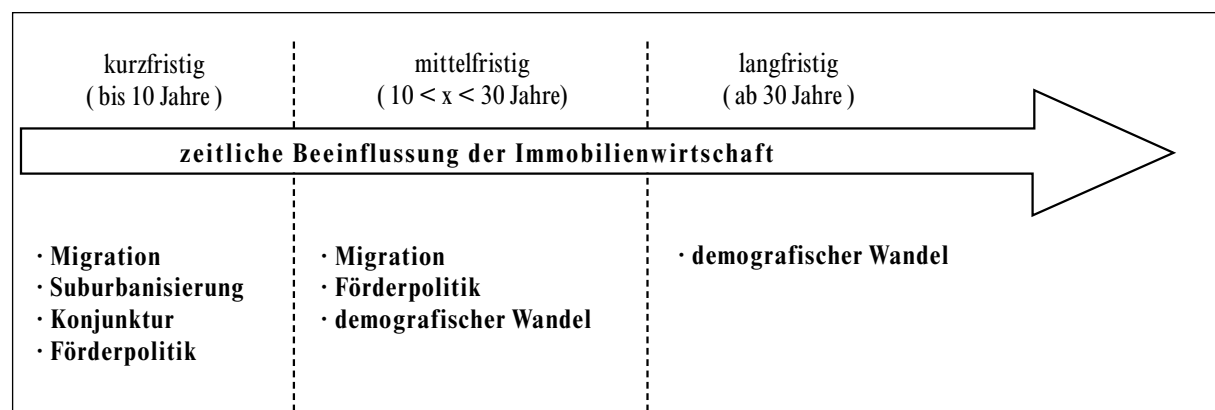 kurzfristig
( bis 10 Jahre )
mittelfristig
( 10 < x < 30 Jahre)
langfristig
( ab 30 Jahre )
zeitliche Beeinflussung der Immobilienwirtschaft
· Migration
· Suburbanisierung
· Konjunktur
· Förderpolitik
· Migration
· Förderpolitik
· demografischer Wandel
· demografischer Wandel